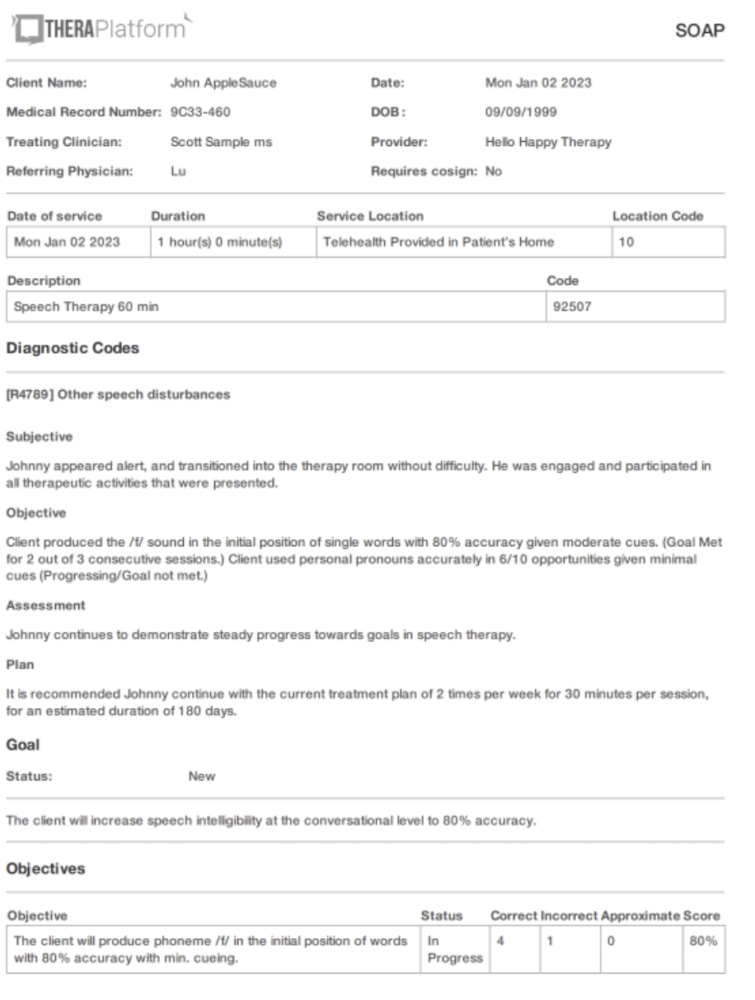 THERAPlatform
SOAP
Client Name: John AppleSauce Date: Mon Jan 02 2023
Medical Record Number: 9C33-460 DOB: 09/09/1999
Treating Clinician: Scott Sample ms Provider: Hello Happy Therapy
Referring Physician: Lu Requires cosign: No
Date of service Duration Service Location Location Code
Mon Jan 02 2023 1 hour(s) 0 minute(s) Telehealth Provided in Patient's Home 10
Description Code
Speech Therapy 60 min 92507
Diagnostic Codes
[R4789] Other speech disturbances
Subjective
Johnny appeared alert, and transitioned into the therapy room without difficulty. He was engaged and participated in
all therapeutic activities that were presented.
Objective
Client produced the /f/ sound in the initial position of single words with 80% accuracy given moderate cues. (Goal Met
for 2 out of 3 consecutive sessions.) Client used personal pronouns accurately in 6/10 opportunities given minimal
cues (Progressing/Goal not met.)
Assessment
Johnny continues to demonstrate steady progress towards goals in speech therapy.
Plan
It is recommended Johnny continue with the current treatment plan of 2 times per week for 30 minutes per session,
for an estimated duration of 180 days.
Goal
Status: New
The client will increase speech intelligibility at the conversational level to 80% accuracy.
Objectives
Objective Status Correct Incorrect Approximate Score
The client will produce phoneme /f/ in the initial position of words In 4 1 0 80%
with 80% accuracy with min. cueing. Progress